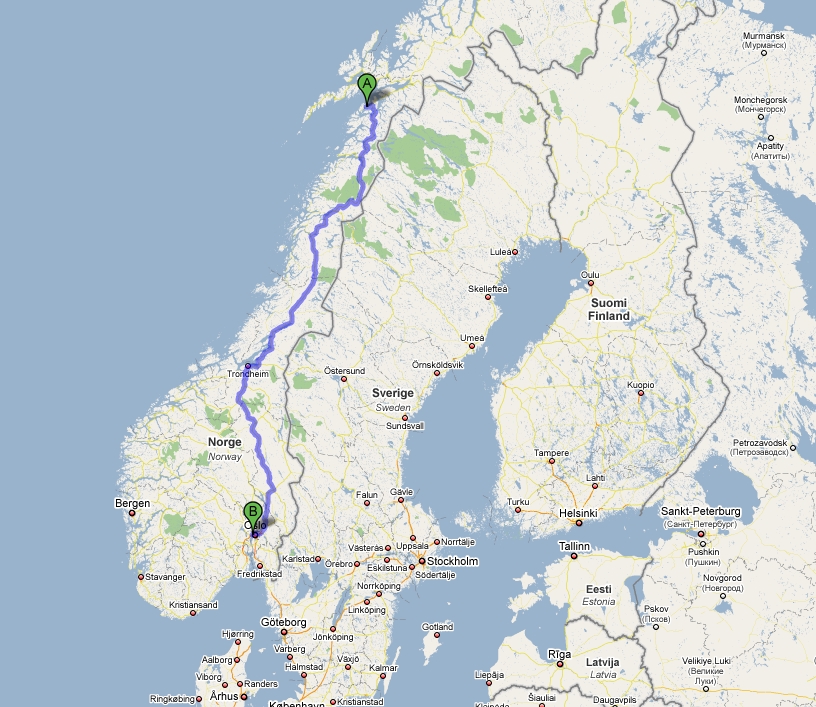 Murmansk
(Мурманск)
A
Monchegorsk
(Мончегорск)
Apatity
(Апатиты)
Luleå
Oulu
Skellefteå
Suomi
Finland
Umeå
Trondheim
Östersund
Örnsköldsvik
Kuopio
Sverige
Sweden
Sundsvall
Norge
Norway
Petrozavodsk
(Петрозаводск)
Tampere
Lahti
Falun
Gävle
Bergen
Turku
Helsinki
Sankt-Peterburg
(Санкт-Петербург)
B
Oslo
Pushkin
(Пушкин)
Västerås
Uppsala
Norrtälje
Tallinn
Karlstad
Örebro
Eskilstuna
Stockholm
Södertälje
Fredrikstad
Stavanger
Norrköping
Eesti
Estonia
Novgorod
(Новгород)
Kristiansand
Linköping
Pskov
(Псков)
Göteborg
Hjørring
Jönköping
Gotland
Varberg
Rīga
Latvija
Latvia
Velikiye Luki
(Великие
Луки)
Aalborg
Halmstad
Växjö
Kalmar
Viborg
Randers
Liepāja
Ringkøbing
Århus
København
Kristianstad
Šiauliai
Daugavpils